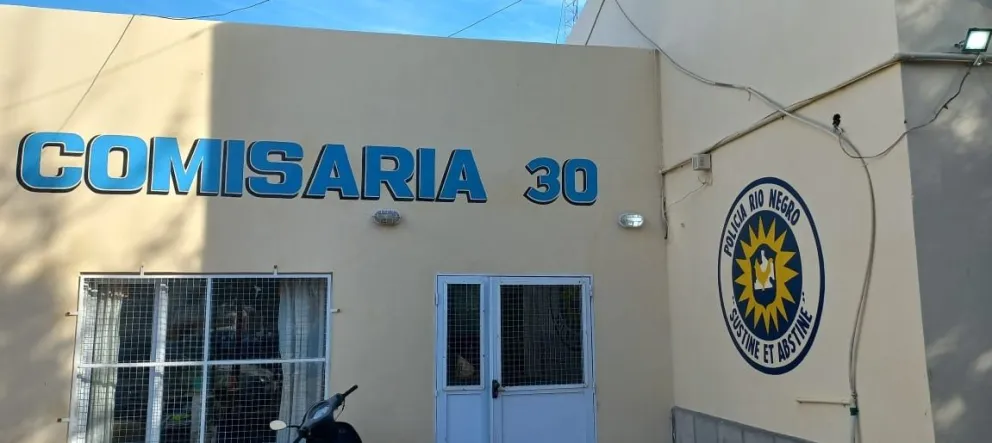 COMISARIA 30
POLICIA RIO NEGRO
SUSTINE ET ABSTINE